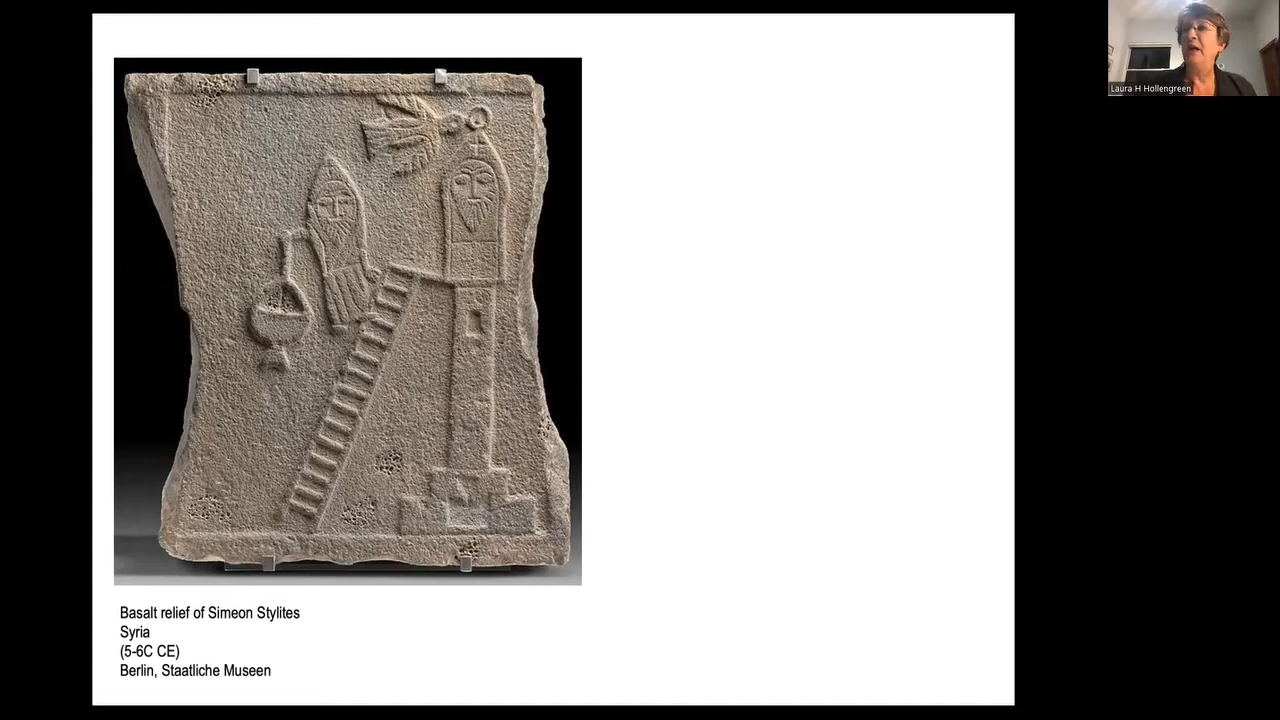 Laura H Hollengreen
Basalt relief of Simeon Stylites
Syria
(5-6C CE)
Berlin, Staatliche Museen